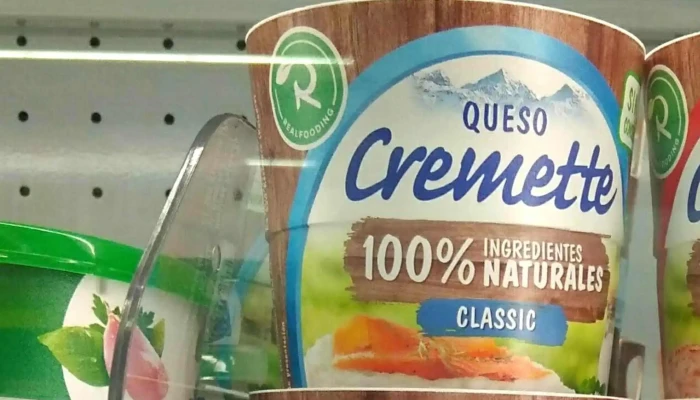 REALFOODING
QUESO
Cremette
100% INGREDIENTES
NATURALES
CLASSIC